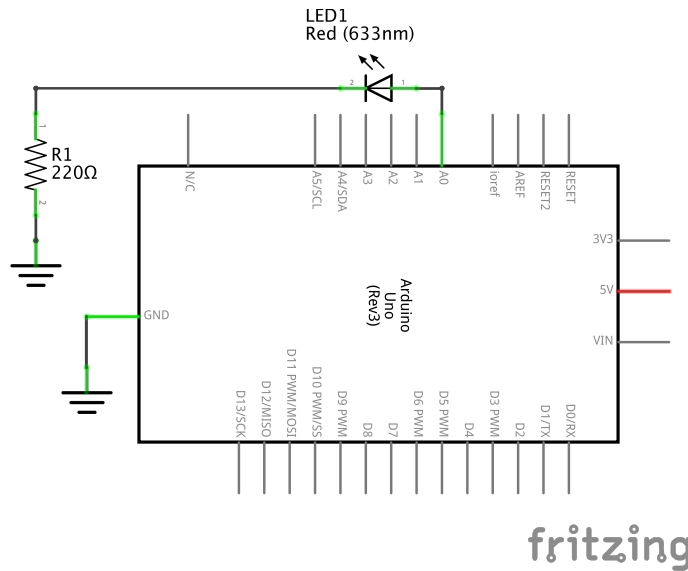 LED1
Red (633nm)
2
1
1
R1
220Ω
2
N/C
A5/SCL
A4/SDA
A3
A2
A1
A0
ioref
AREF
RESET2
RESET
3V3
5V
VIN
GND
Arduino
Uno
(Rev3)
D13/SCK
D12/MISO
D11 PWM/MOSI
D10 PWM/SS
D9 PWM
D8
D7
D6 PWM
D5 PWM
D4
D3 PWM
D2
D1/TX
D0/RX
fritzing